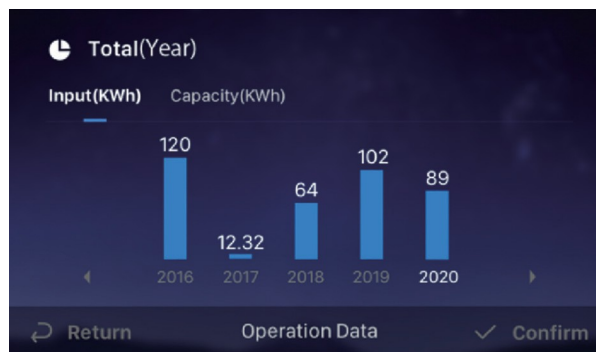 Total(Year)
Input(KWh) Capacity(KWh)
120
12.32
64
102
89
2016 2017 2018 2019 2020
Return Operation Data Confirm